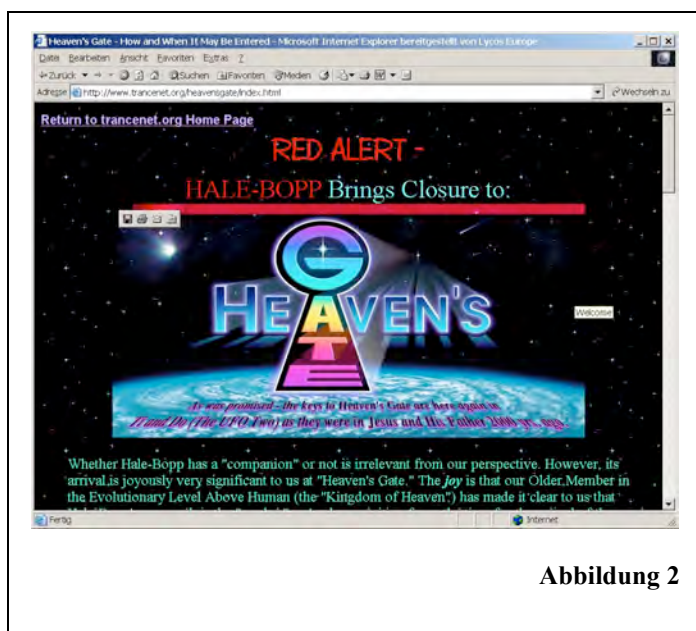 Heaven's Gate - How and When It May Be Entered - Microsoft Internet Explorer bereitgestellt von Lycos Europe
Datei Bearbeiten Ansicht Favoriten Extras ?
Zurück Suchen Favoriten Medien
Adresse http://www.trancenet.org/heavensgate/index.html Wechseln zu
Return to trancenet.org Home Page
RED ALERT -
HALE-BOPP Brings Closure to:
HEAVEN'S
GATE
Welcome
As was promised - the keys to Heaven's Gate are here again in
Ti and Do (The UFO Two) as they were in Jesus and His Father 2000 yrs. ago
Whether Hale-Bopp has a "companion" or not is irrelevant from our perspective. However, its
arrival is joyously very significant to us at "Heaven's Gate." The joy is that our Older Member in
the Evolutionary Level Above Human (the "Kingdom of Heaven") has made it clear to us that
Fertig Internet
Abbildung 2